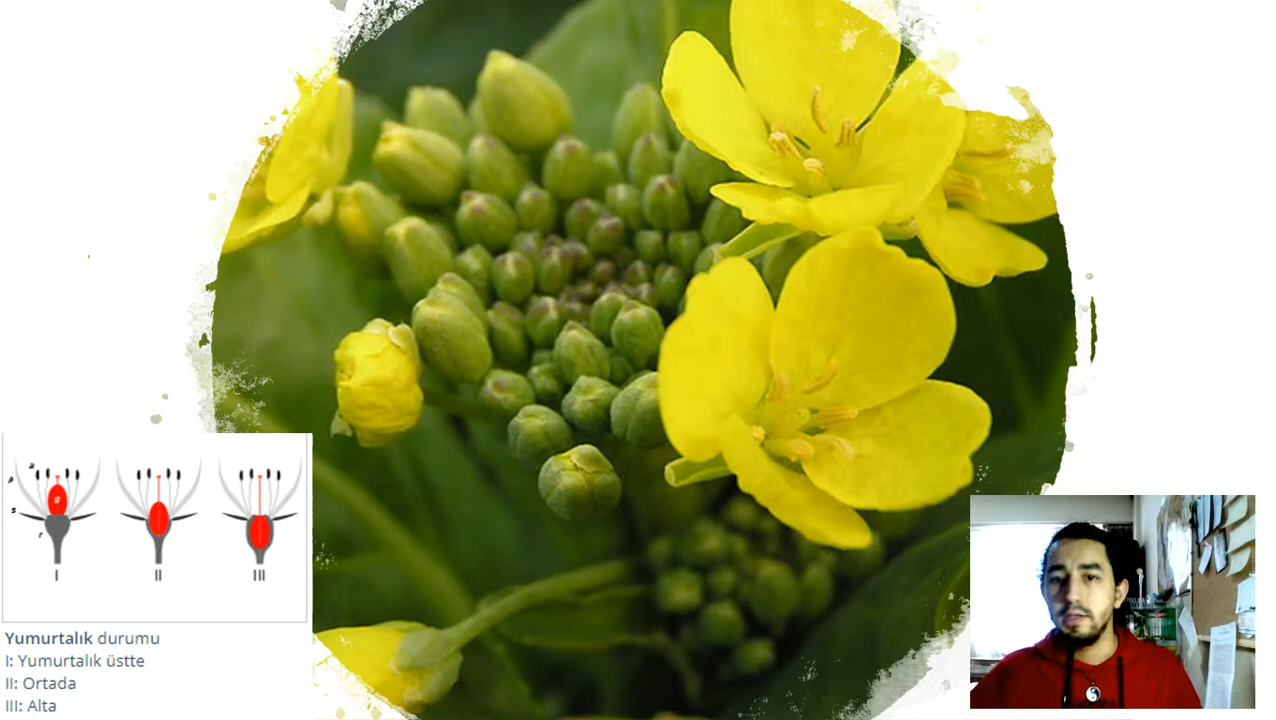 I
II
III
Yumurtalık durumu
I: Yumurtalık üstte
II: Ortada
III: Alta